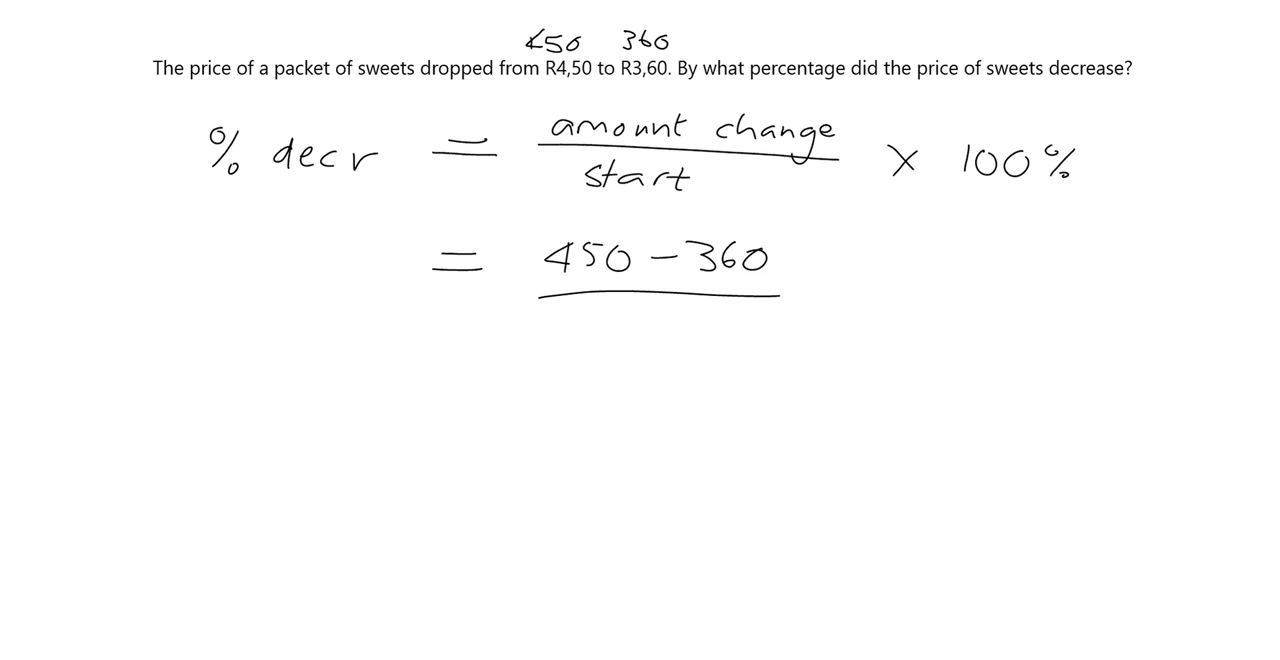 450 360
The price of a packet of sweets dropped from R4,50 to R3,60. By what percentage did the price of sweets decrease?
% decr = amount change / start × 100%
= 450 - 360